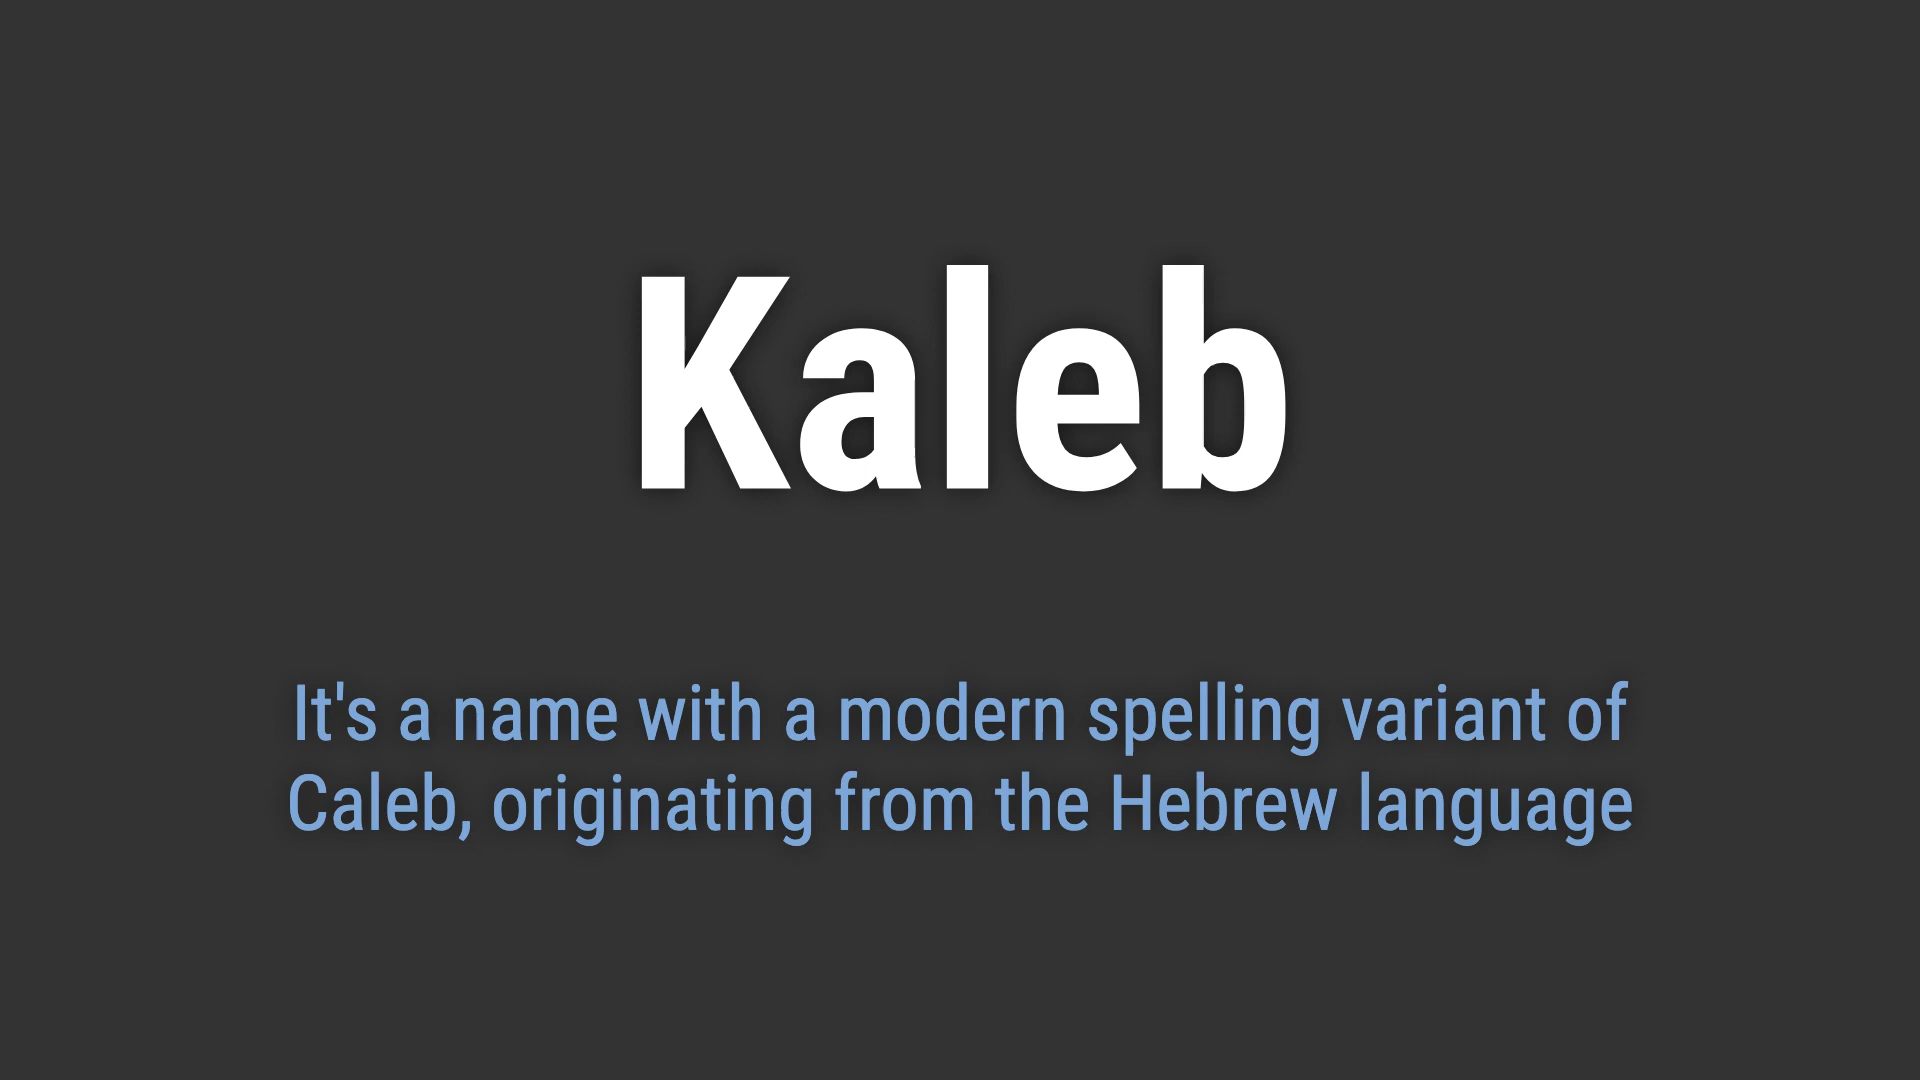 Kaleb
It's a name with a modern spelling variant of
Caleb, originating from the Hebrew language